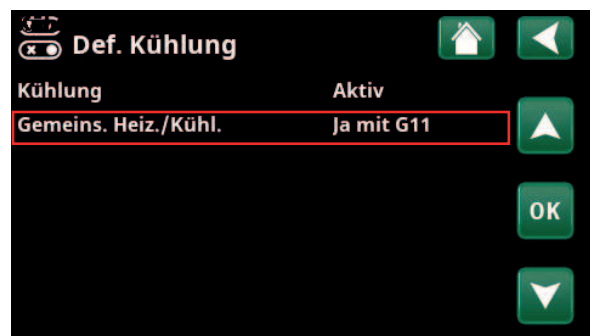 Def. Kühlung
Kühlung Aktiv
Gemeins. Heiz./Kühl. Ja mit G11
OK